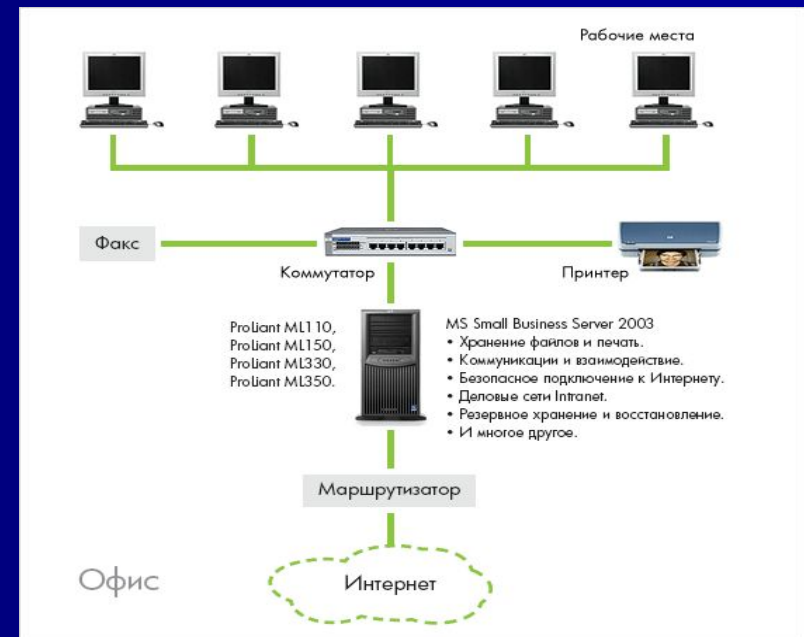 Рабочие места
Факс
Коммутатор
Принтер
ProLiant ML110,
ProLiant ML150,
ProLiant ML330,
ProLiant ML350.
MS Small Business Server 2003
• Хранение файлов и печать.
• Коммуникации и взаимодействие.
• Безопасное подключение к Интернету.
• Деловые сети Intranet.
• Резервное хранение и восстановление.
• И многое другое.
Маршрутизатор
Офис
Интернет